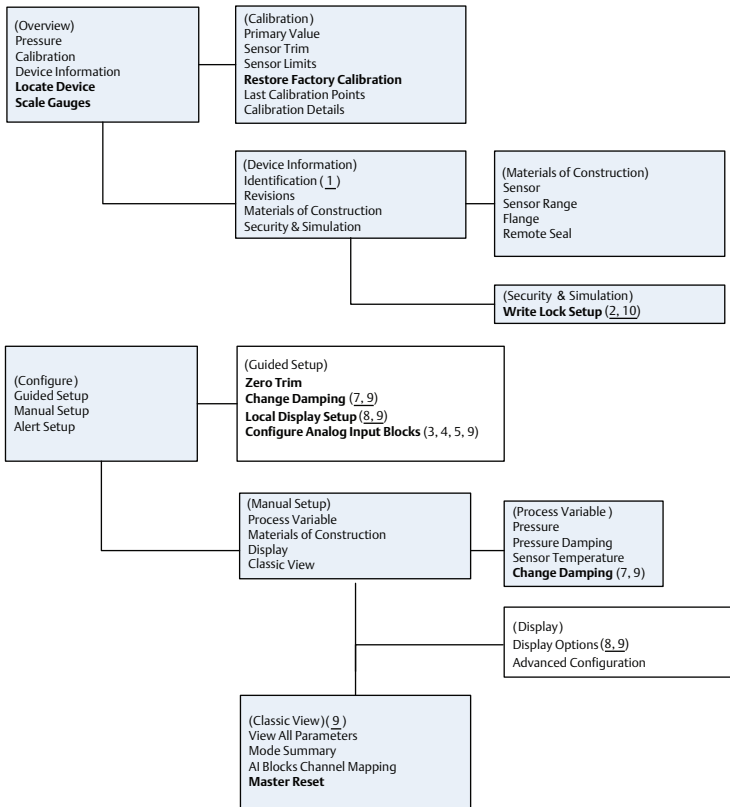 (Overview)
Pressure
Calibration
Device Information
Locate Device
Scale Gauges
(Calibration)
Primary Value
Sensor Trim
Sensor Limits
Restore Factory Calibration
Last Calibration Points
Calibration Details
(Device Information)
Identification (1)
Revisions
Materials of Construction
Security & Simulation
(Materials of Construction)
Sensor
Sensor Range
Flange
Remote Seal
(Security & Simulation)
Write Lock Setup (2, 10)
(Configure)
Guided Setup
Manual Setup
Alert Setup
(Guided Setup)
Zero Trim
Change Damping (7, 9)
Local Display Setup (8, 9)
Configure Analog Input Blocks (3, 4, 5, 9)
(Manual Setup)
Process Variable
Materials of Construction
Display
Classic View
(Process Variable )
Pressure
Pressure Damping
Sensor Temperature
Change Damping (7, 9)
(Display)
Display Options (8, 9)
Advanced Configuration
(Classic View) ( 9 )
View All Parameters
Mode Summary
AI Blocks Channel Mapping
Master Reset